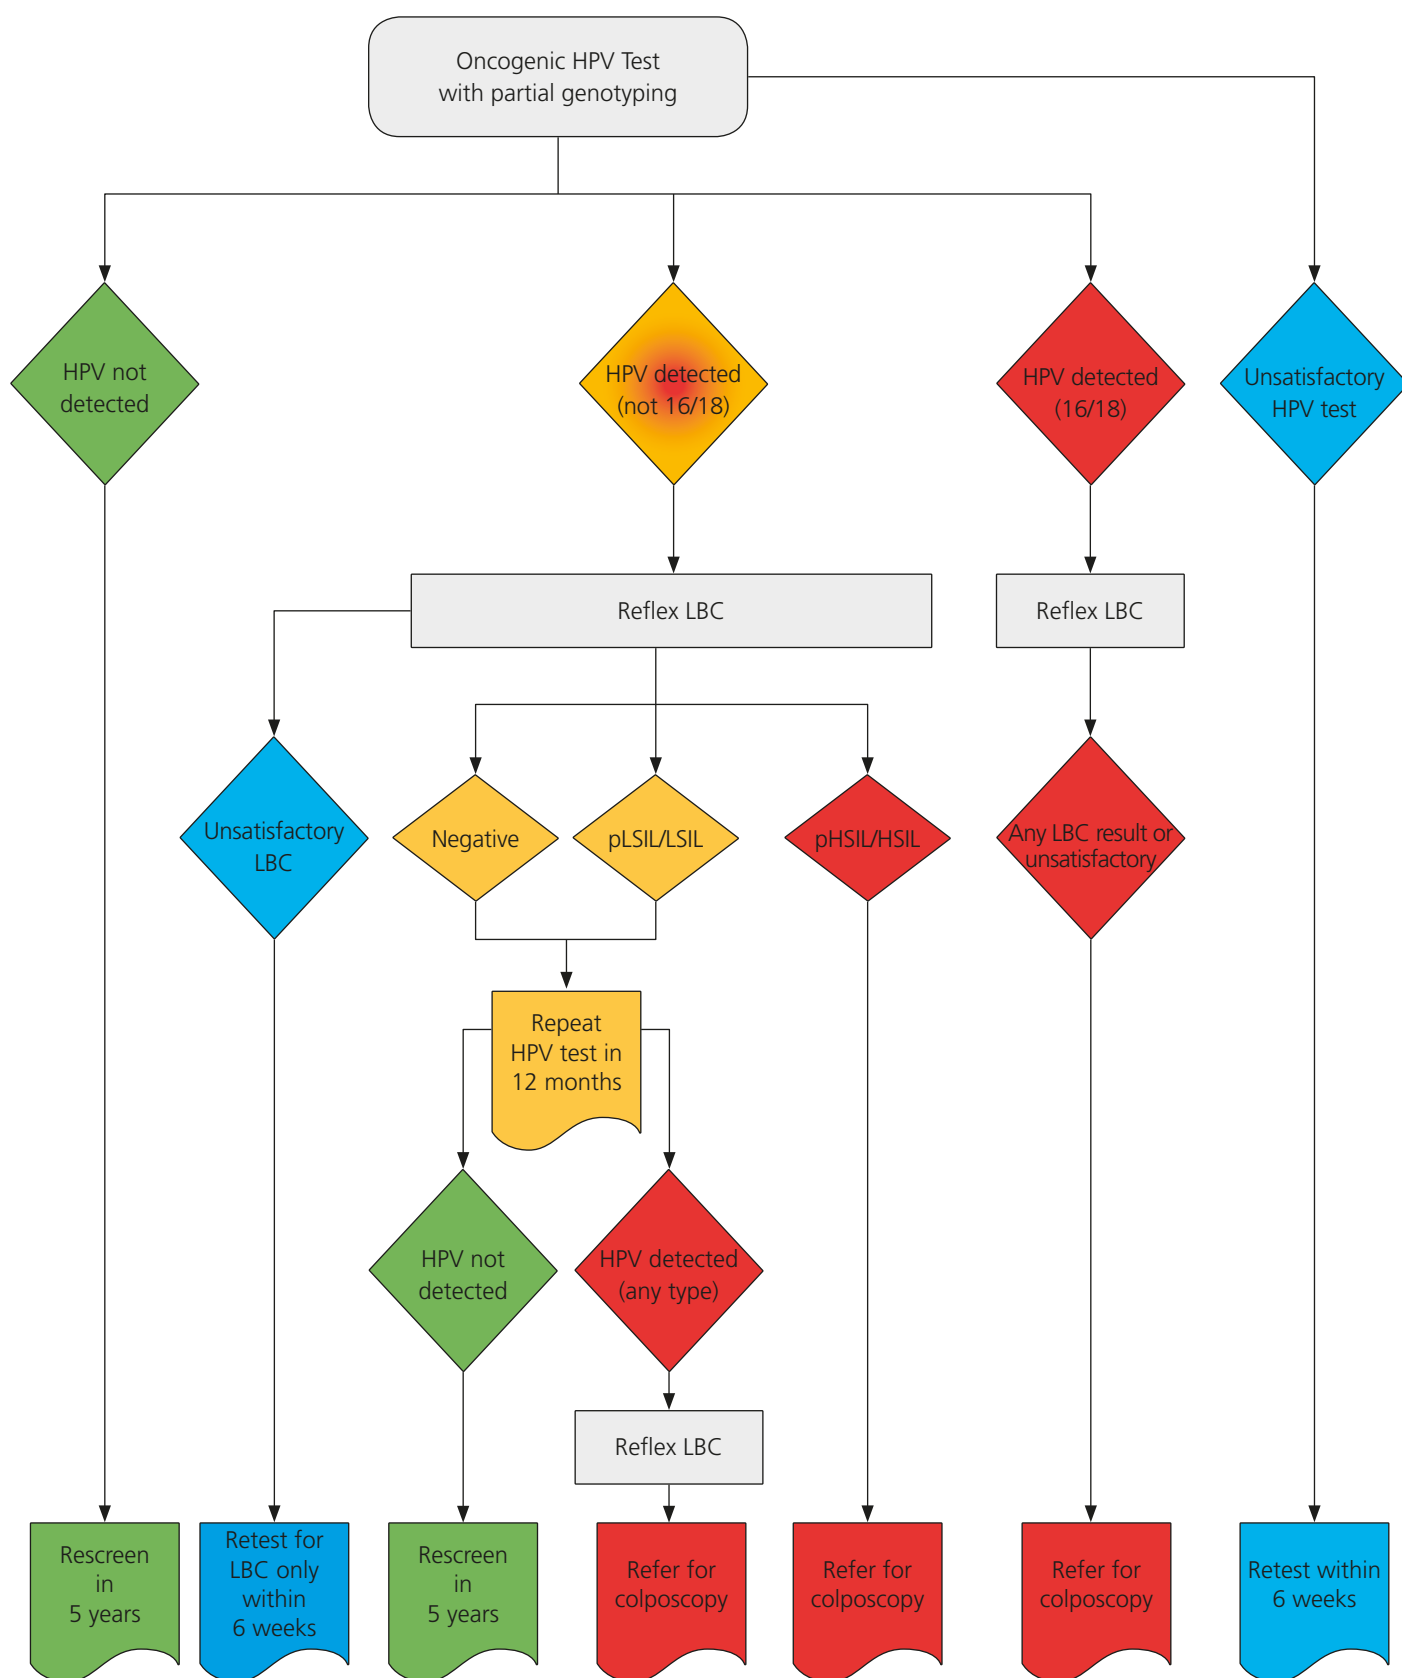 Oncogenic HPV Test
with partial genotyping
HPV not
detected
HPV detected
(not 16/18)
HPV detected
(16/18)
Unsatisfactory
HPV test
Reflex LBC
Reflex LBC
Unsatisfactory
LBC
Negative
pLSIL/LSIL
pHSIL/HSIL
Any LBC result or
unsatisfactory
Repeat
HPV test in
12 months
HPV not
detected
HPV detected
(any type)
Reflex LBC
Rescreen
in
5 years
Retest for
LBC only
within
6 weeks
Rescreen
in
5 years
Refer for
colposcopy
Refer for
colposcopy
Refer for
colposcopy
Retest within
6 weeks